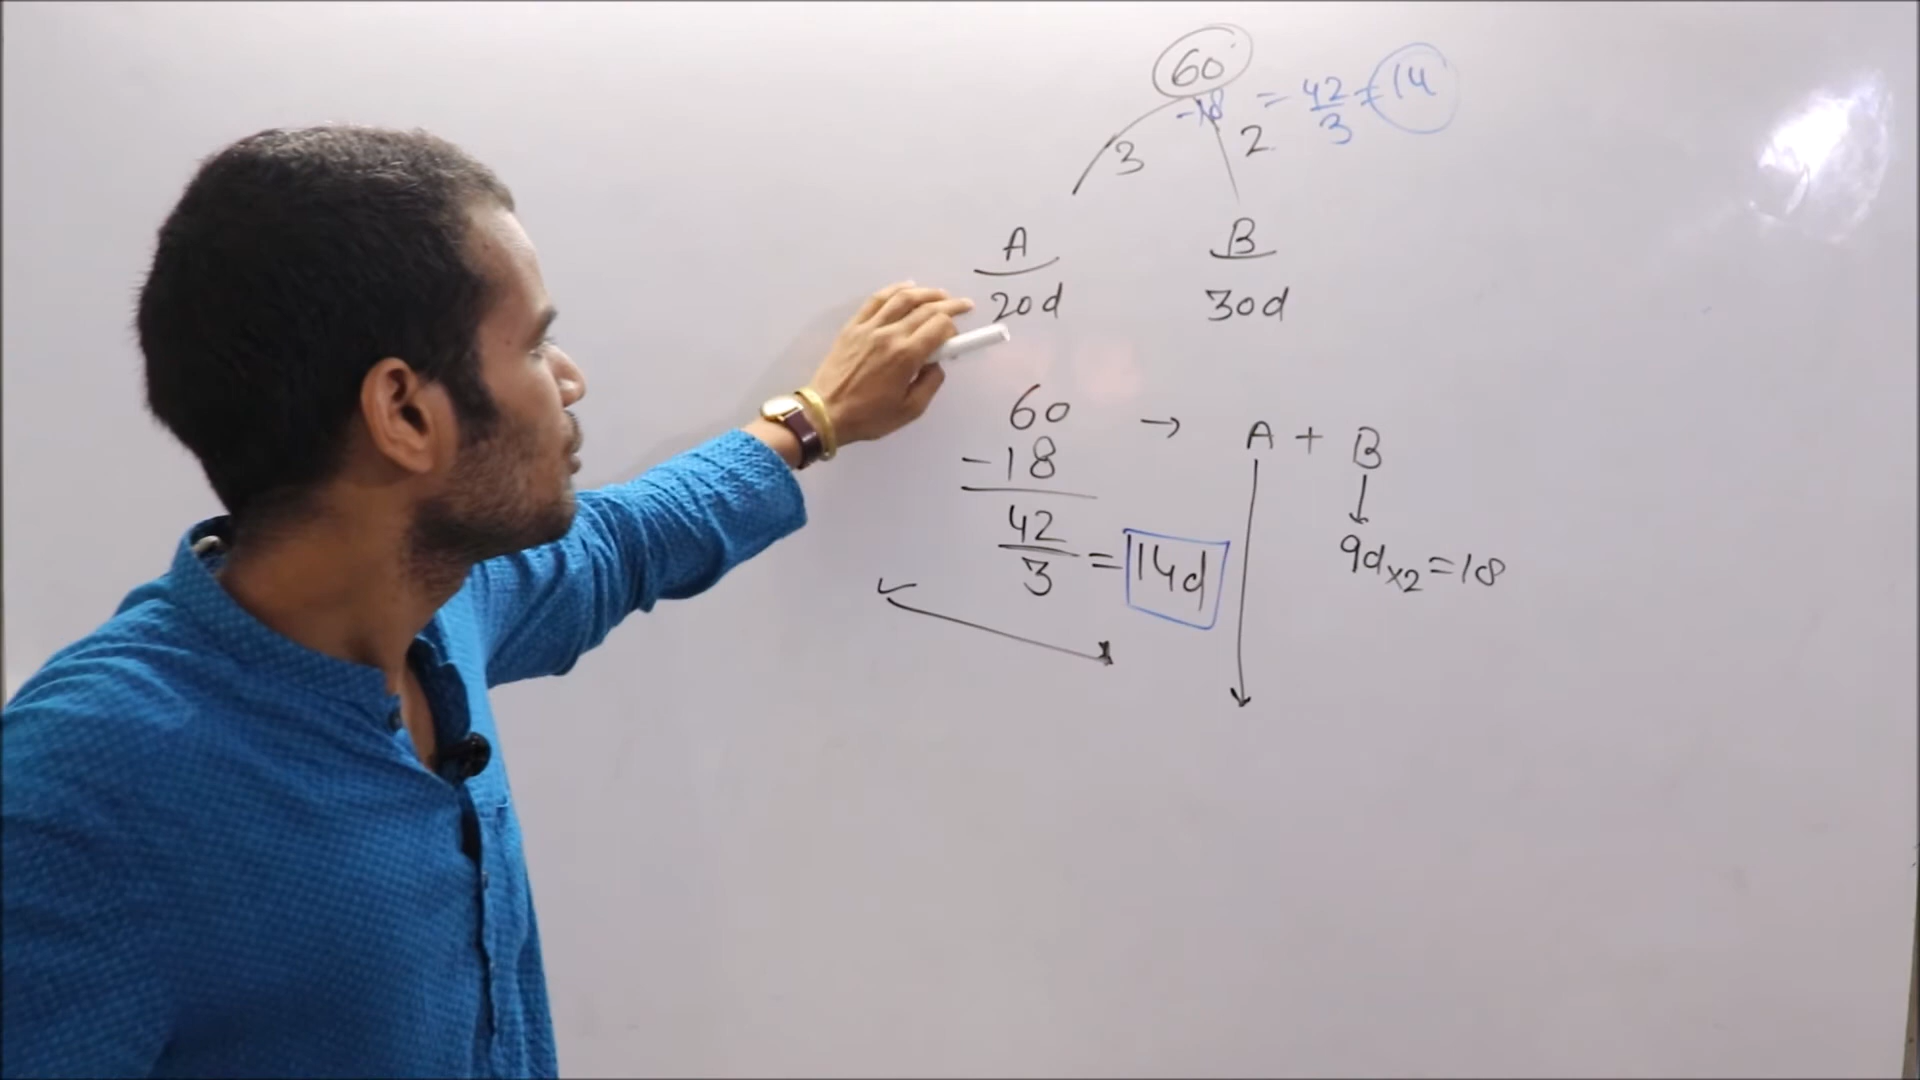 60
-18 = 42/3 = 14
3 2
A B
20d 30d
60 → A + B
-18
42/3 = 14d
9d×2 = 18